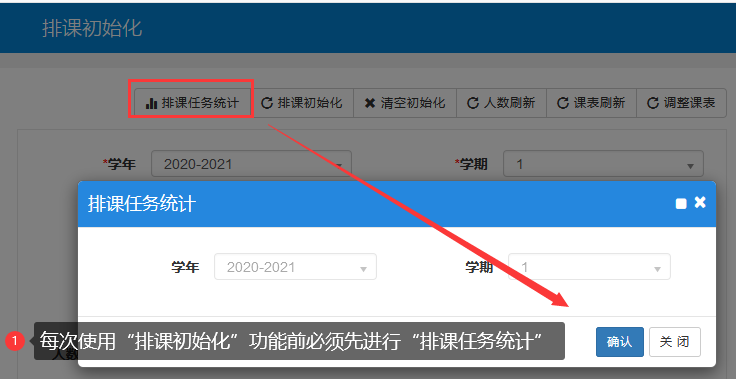 排课初始化
排课任务统计 排课初始化 清空初始化 人数刷新 课表刷新 调整课表
*学年 2020-2021 *学期 1
排课任务统计
学年 2020-2021 学期 1
1 每次使用“排课初始化”功能前必须先进行“排课任务统计”
确认 关 闭
人数